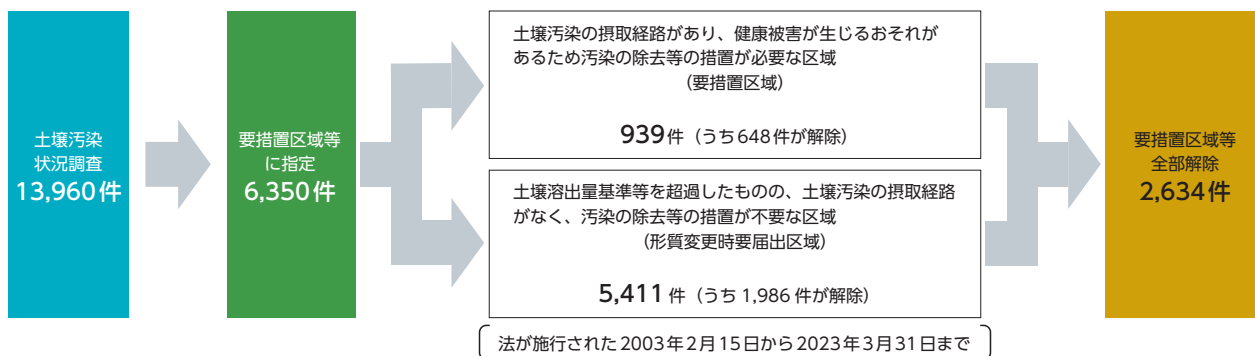 土壌汚染
状況調査
13,960件
要措置区域等
に指定
6,350件
土壌汚染の摂取経路があり、健康被害が生じるおそれが
あるため汚染の除去等の措置が必要な区域
(要措置区域)
939件(うち648件が解除)
土壌溶出量基準等を超過したものの、土壌汚染の摂取経路
がなく、汚染の除去等の措置が不要な区域
(形質変更時要届出区域)
5,411件(うち1,986件が解除)
要措置区域等
全部解除
2,634件
法が施行された2003年2月15日から2023年3月31日まで